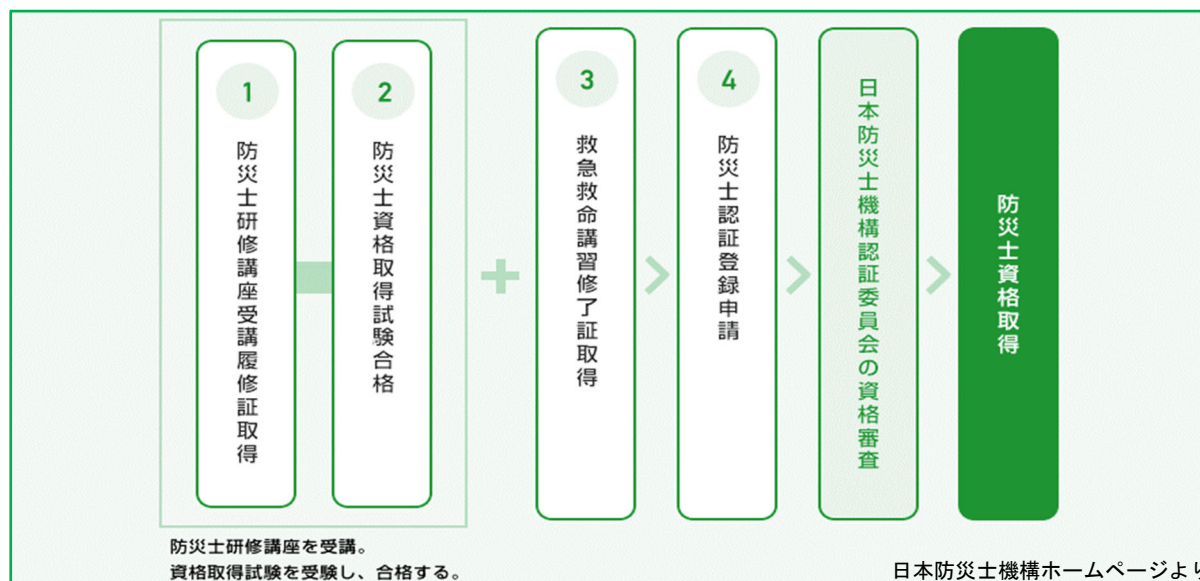 1
防災士研修講座受講履修証取得
2
防災士資格取得試験合格
+
3
救急救命講習修了証取得
4
防災士認証登録申請
日本防災士機構認証委員会の資格審査
防災士資格取得
防災士研修講座を受講。
資格取得試験を受験し、合格する。
日本防災士機構ホームページより